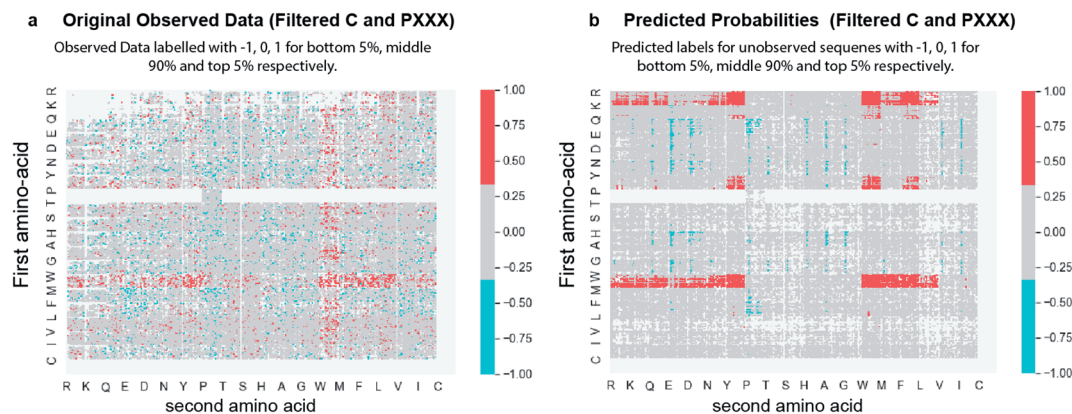 a Original Observed Data (Filtered C and PXXX)
Observed Data labelled with -1, 0, 1 for bottom 5%, middle
90% and top 5% respectively.
First amino-acid
R
K
Q
E
D
N
Y
P
T
S
H
A
G
W
M
F
L
V
I
C
R K Q E D N Y P T S H A G W M F L V I C
second amino acid
1.00
0.75
0.50
0.25
0.00
−0.25
−0.50
−0.75
−1.00
b Predicted Probabilities (Filtered C and PXXX)
Predicted labels for unobserved sequenes with -1, 0, 1 for
bottom 5%, middle 90% and top 5% respectively.
First amino-acid
R
K
Q
E
D
N
Y
P
T
S
H
A
G
W
M
F
L
V
I
C
R K Q E D N Y P T S H A G W M F L V I C
second amino acid
1.00
0.75
0.50
0.25
0.00
−0.25
−0.50
−0.75
−1.00